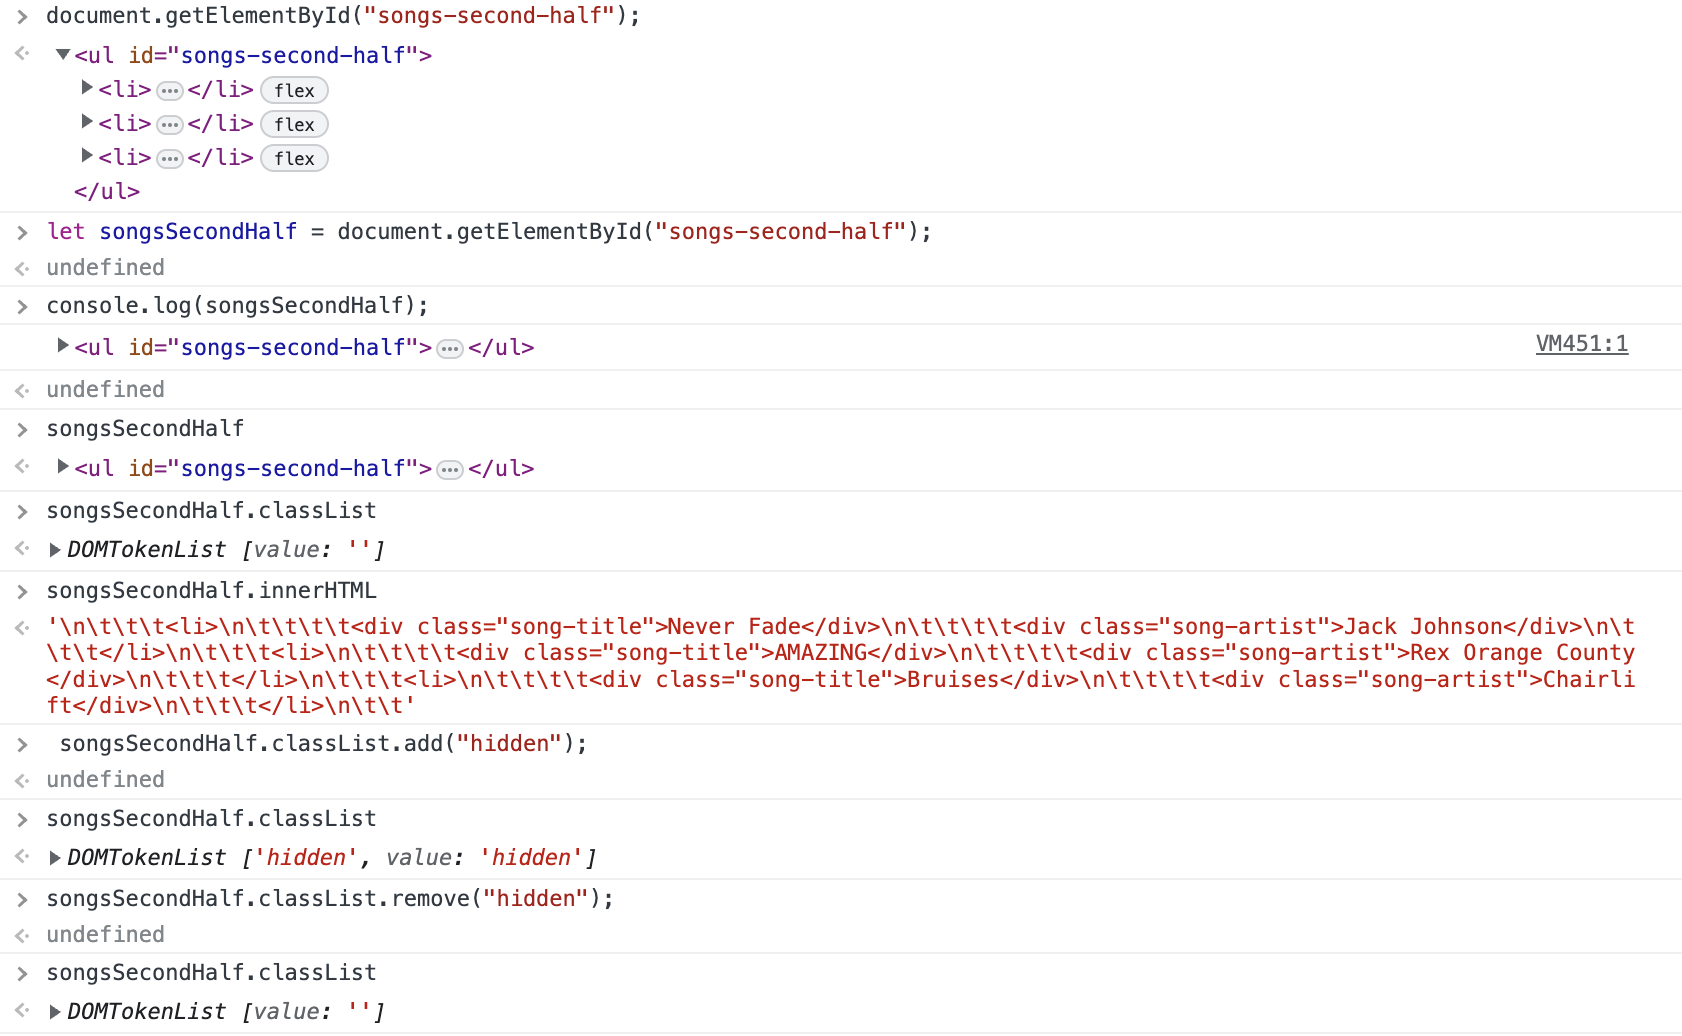 document.getElementById("songs-second-half");
<ul id="songs-second-half">
<li>…</li> flex
<li>…</li> flex
<li>…</li> flex
</ul>
let songsSecondHalf = document.getElementById("songs-second-half");
undefined
console.log(songsSecondHalf);
<ul id="songs-second-half">…</ul> VM451:1
undefined
songsSecondHalf
<ul id="songs-second-half">…</ul>
songsSecondHalf.classList
DOMTokenList [value: '']
songsSecondHalf.innerHTML
'\n\t\t\t<li>\n\t\t\t\t<div class="song-title">Never Fade</div>\n\t\t\t\t<div class="song-artist">Jack Johnson</div>\n\t
\t\t</li>\n\t\t\t<li>\n\t\t\t\t<div class="song-title">AMAZING</div>\n\t\t\t\t<div class="song-artist">Rex Orange County
</div>\n\t\t\t</li>\n\t\t\t<li>\n\t\t\t\t<div class="song-title">Bruises</div>\n\t\t\t\t<div class="song-artist">Chairli
ft</div>\n\t\t\t</li>\n\t\t'
songsSecondHalf.classList.add("hidden");
undefined
songsSecondHalf.classList
DOMTokenList ['hidden', value: 'hidden']
songsSecondHalf.classList.remove("hidden");
undefined
songsSecondHalf.classList
DOMTokenList [value: '']